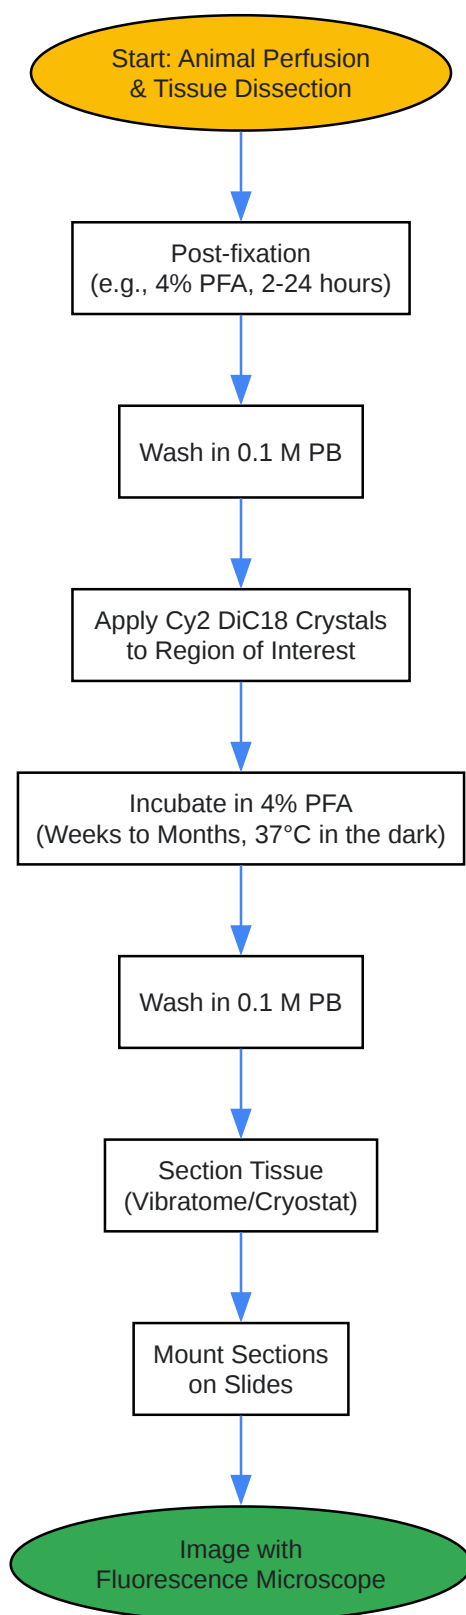 Start: Animal Perfusion
& Tissue Dissection
Post-fixation
(e.g., 4% PFA, 2-24 hours)
Wash in 0.1 M PB
Apply Cy2 DiC18 Crystals
to Region of Interest
Incubate in 4% PFA
(Weeks to Months, 37°C in the dark)
Wash in 0.1 M PB
Section Tissue
(Vibratome/Cryostat)
Mount Sections
on Slides
Image with
Fluorescence Microscope